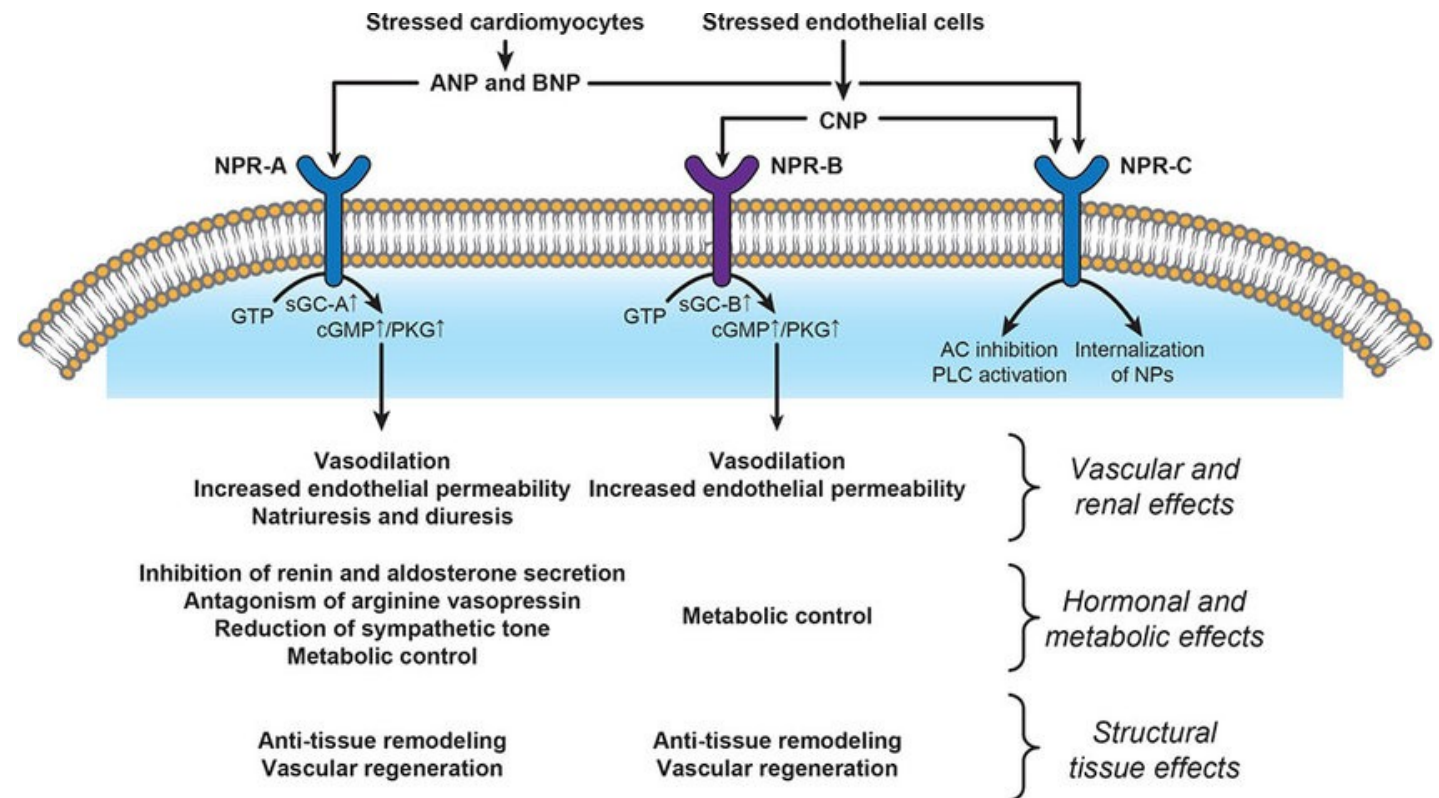 Stressed cardiomyocytes
Stressed endothelial cells
ANP and BNP
CNP
NPR-A
NPR-B
NPR-C
GTP
sGC-A↑
cGMP↑/PKG↑
GTP
sGC-B↑
cGMP↑/PKG↑
AC inhibition
PLC activation
Internalization
of NPs
Vasodilation
Increased endothelial permeability
Natriuresis and diuresis
Vasodilation
Increased endothelial permeability
Vascular and
renal effects
Inhibition of renin and aldosterone secretion
Antagonism of arginine vasopressin
Reduction of sympathetic tone
Metabolic control
Metabolic control
Hormonal and
metabolic effects
Anti-tissue remodeling
Vascular regeneration
Anti-tissue remodeling
Vascular regeneration
Structural
tissue effects